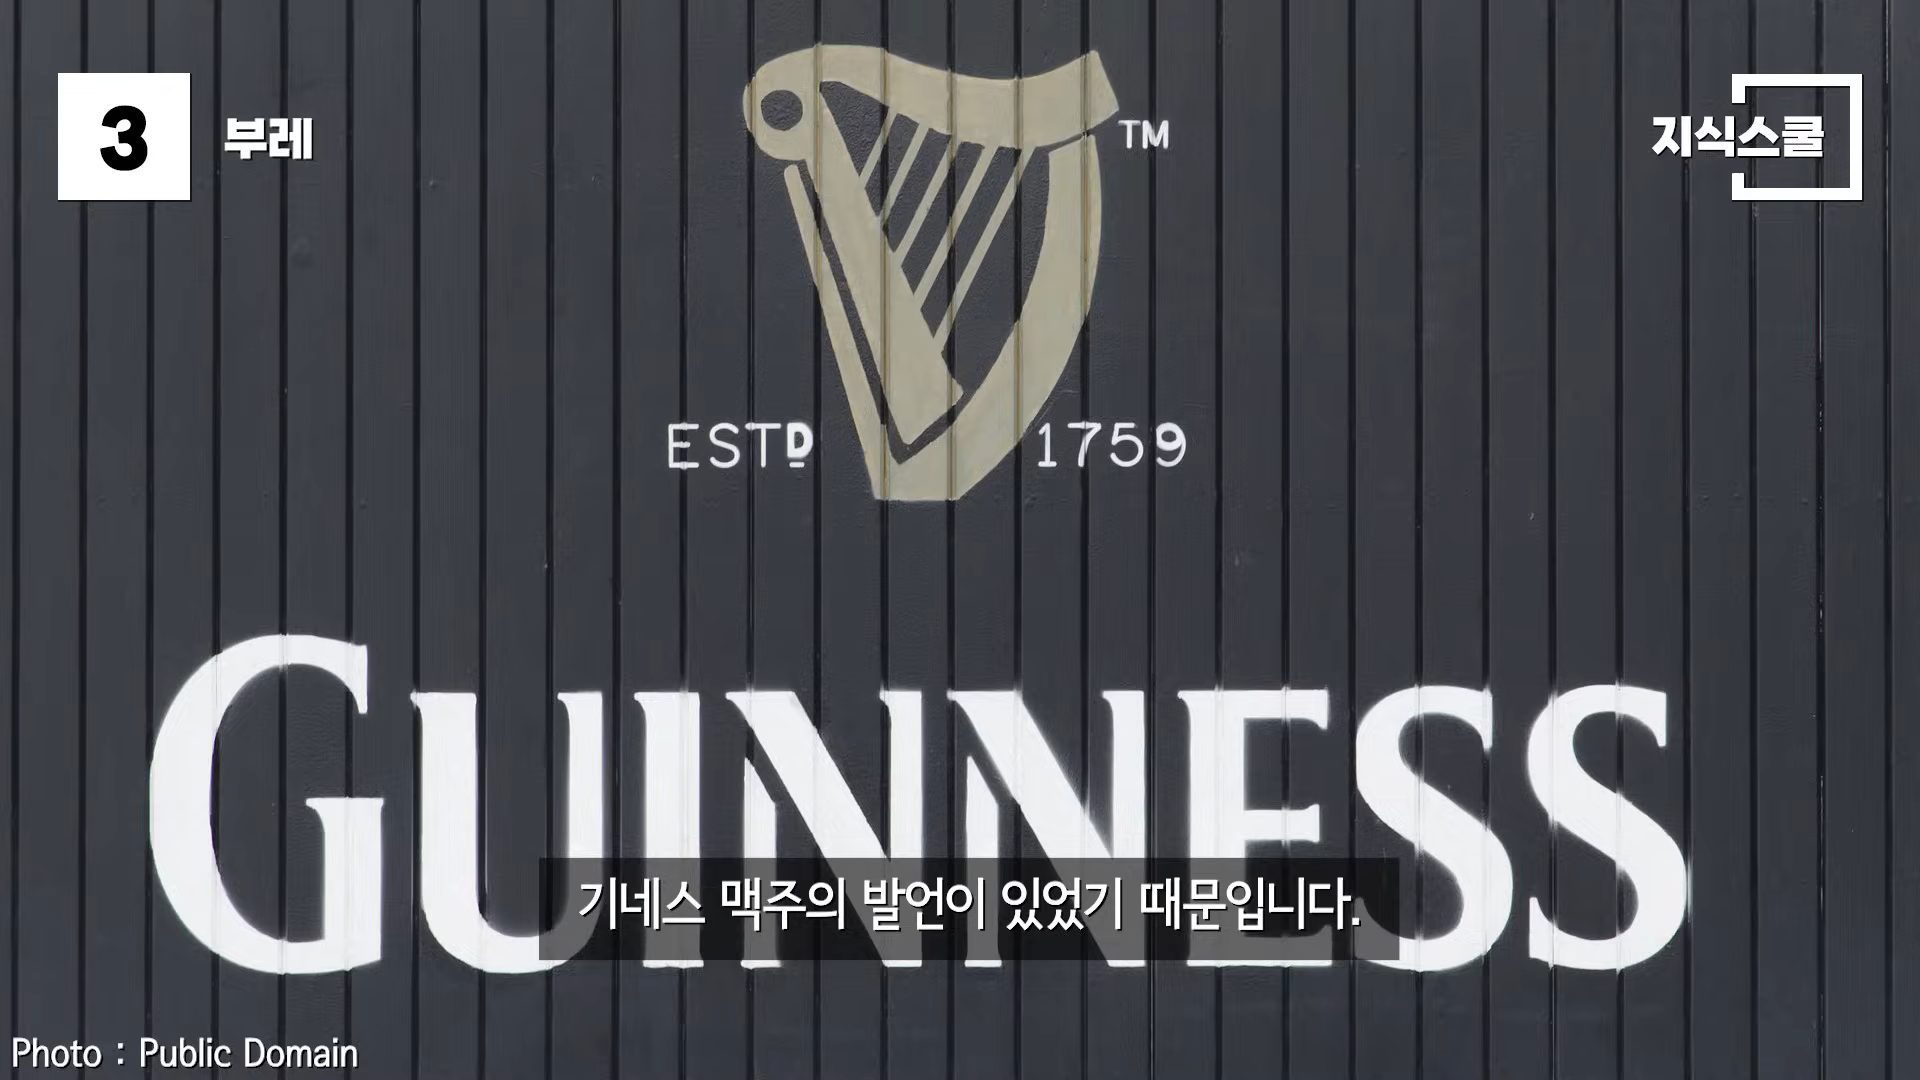 3 부레
지식스쿨
TM
ESTD 1759
GUINNESS
기네스 맥주의 발언이 있었기 때문입니다.
Photo : Public Domain